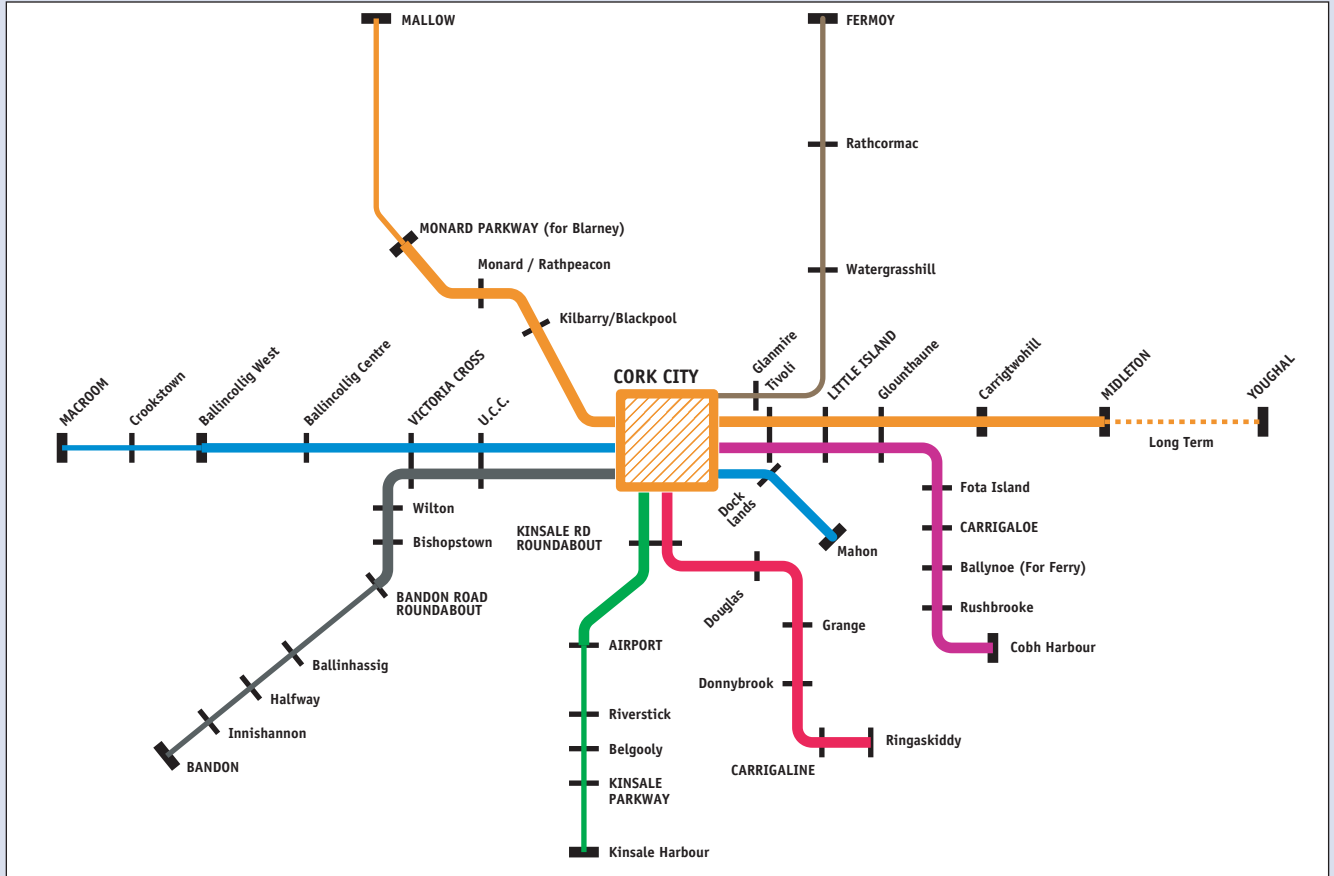 MALLOW
FERMOY
Rathcormac
MONARD PARKWAY (for Blarney)
Monard / Rathpeacon
Watergrasshill
Kilbarry/Blackpool
CORK CITY
MACROOM
Crookstown
Ballincollig West
Ballincollig Centre
VICTORIA CROSS
U.C.C.
Glanmire
Tivoli
LITTLE ISLAND
Glounthaune
Carrigtwohill
MIDLETON
YOUGHAL
Long Term
Wilton
Bishopstown
BANDON ROAD
ROUNDABOUT
Ballinhassig
Halfway
Innishannon
BANDON
KINSALE RD
ROUNDABOUT
Dock
lands
Mahon
Fota Island
CARRIGALOE
Ballynoe (For Ferry)
Rushbrooke
Cobh Harbour
Douglas
Grange
Donnybrook
CARRIGALINE
Ringaskiddy
AIRPORT
Riverstick
Belgooly
KINSALE
PARKWAY
Kinsale Harbour